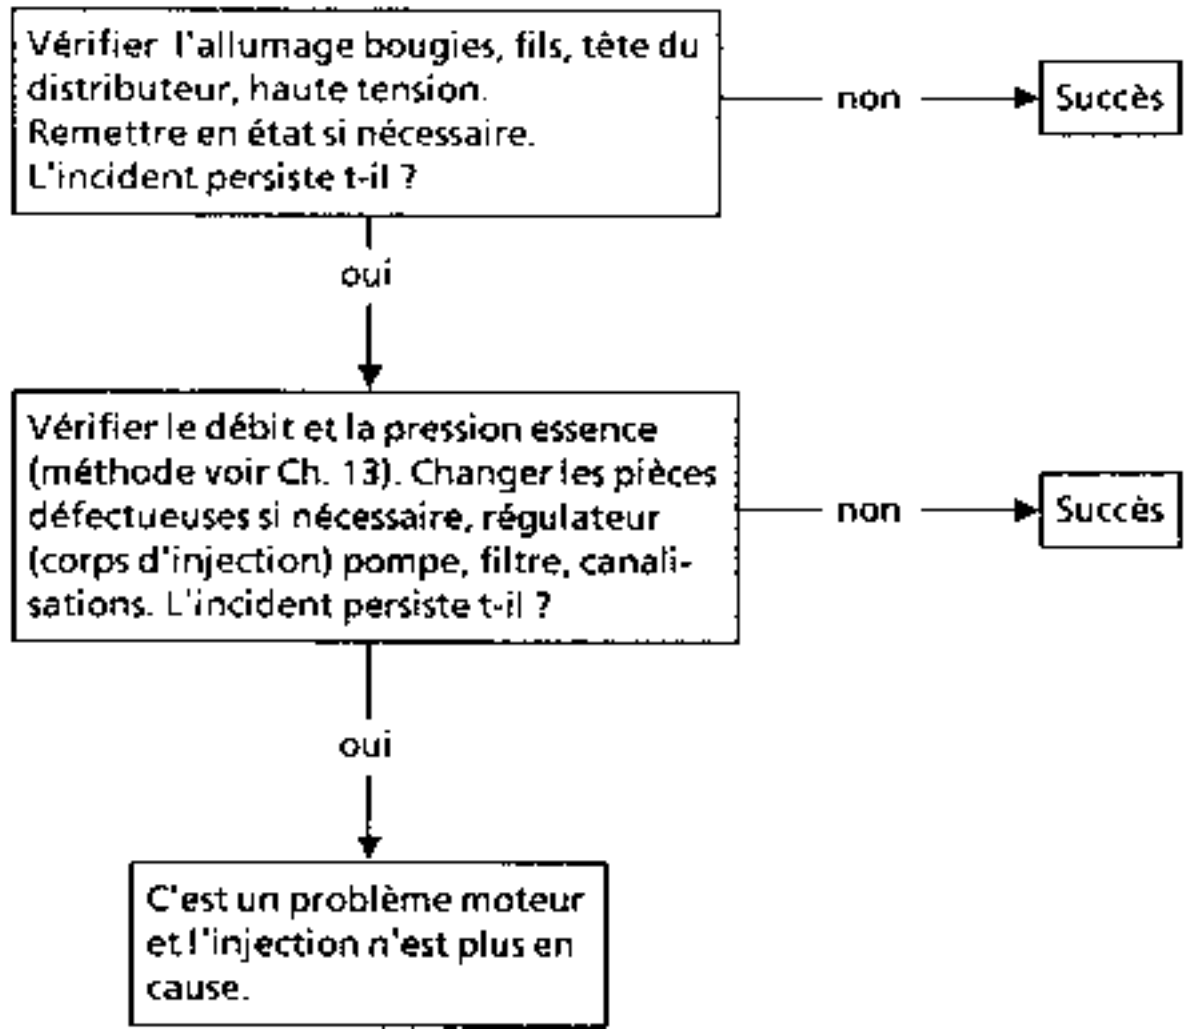 Vérifier l'allumage bougies, fils, tête du
distributeur, haute tension.
Remettre en état si nécessaire.
L'incident persiste t-il ?
non
Succès
oui
Vérifier le débit et la pression essence
(méthode voir Ch. 13). Changer les pièces
défectueuses si nécessaire, régulateur
(corps d'injection) pompe, filtre, canali-
sations. L'incident persiste t-il ?
non
Succès
oui
C'est un problème moteur
et l'injection n'est plus en
cause.